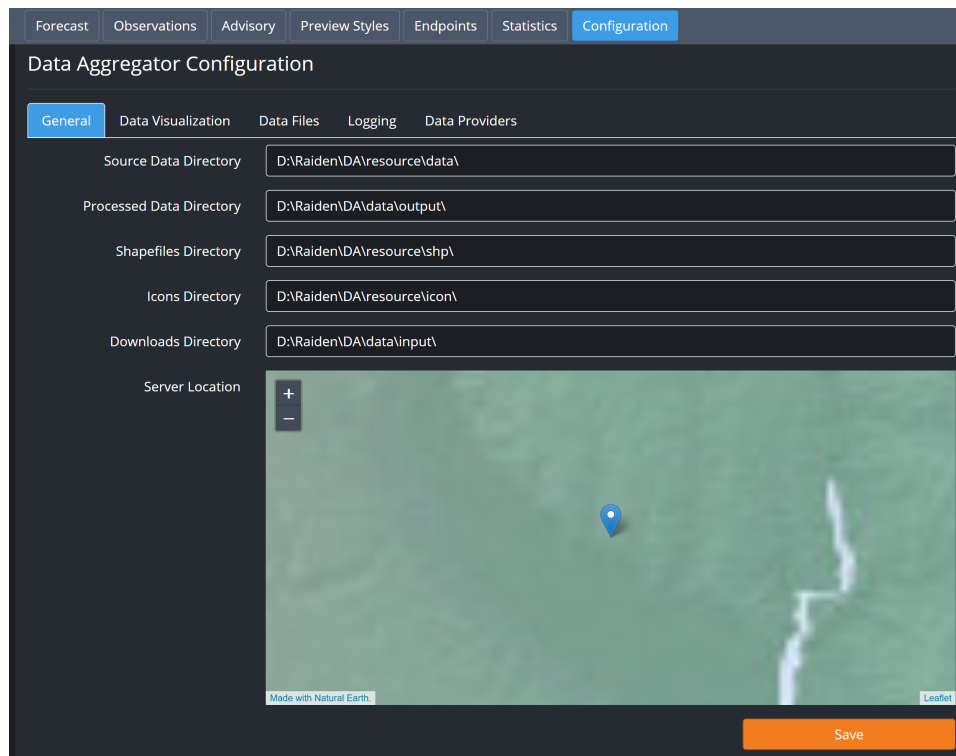 Forecast Observations Advisory Preview Styles Endpoints Statistics Configuration
Data Aggregator Configuration
General Data Visualization Data Files Logging Data Providers
Source Data Directory D:\Raiden\DA\resource\data\
Processed Data Directory D:\Raiden\DA\data\output\
Shapefiles Directory D:\Raiden\DA\resource\shp\
Icons Directory D:\Raiden\DA\resource\icon\
Downloads Directory D:\Raiden\DA\data\input\
Server Location
+
−
Made with Natural Earth. Leaflet
Save